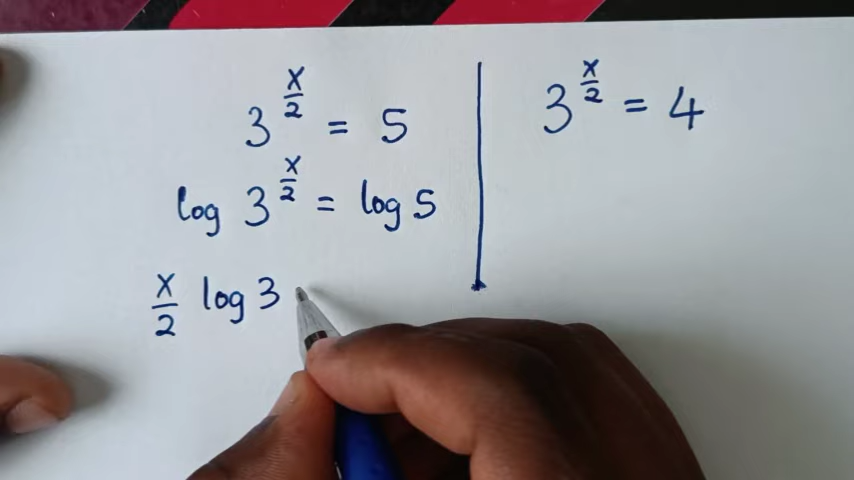 3^{x/2} = 5
log 3^{x/2} = log 5
x/2 log 3
3^{x/2} = 4